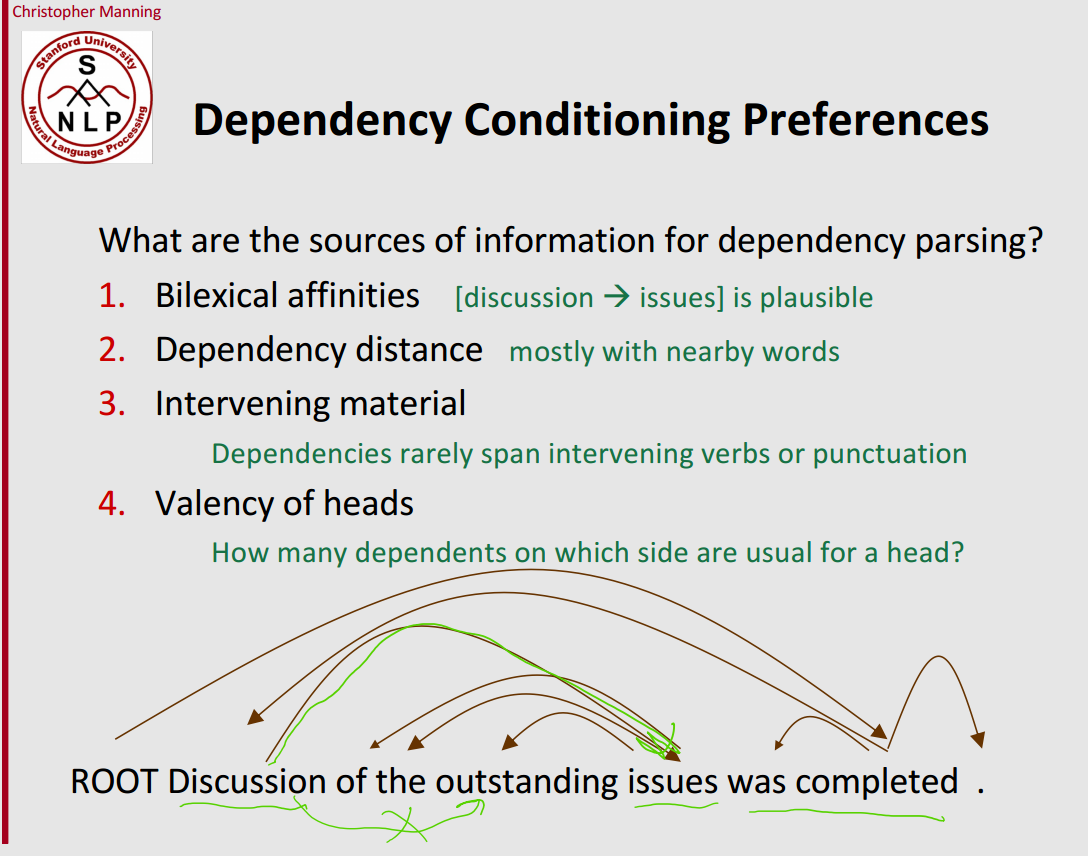 Christopher Manning
Stanford University
S
N L P
Natural Language Processing
Dependency Conditioning Preferences
What are the sources of information for dependency parsing?
1. Bilexical affinities [discussion → issues] is plausible
2. Dependency distance mostly with nearby words
3. Intervening material
Dependencies rarely span intervening verbs or punctuation
4. Valency of heads
How many dependents on which side are usual for a head?
ROOT Discussion of the outstanding issues was completed .